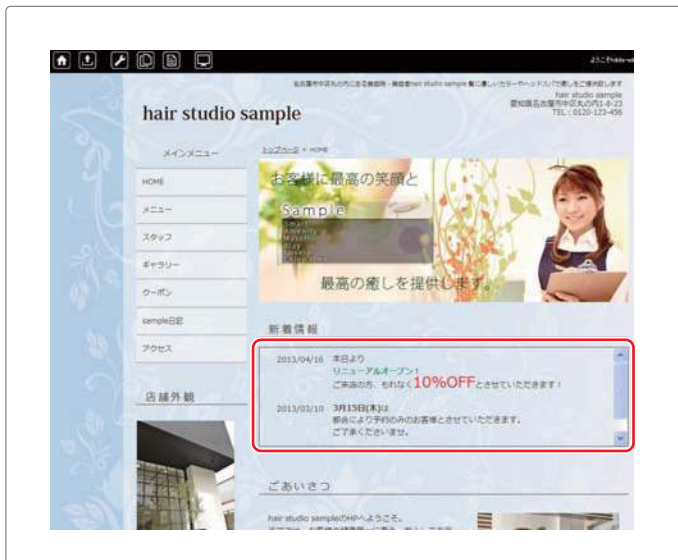 hair studio sample
hair studio sample
愛知県名古屋市中区丸の内1-8-23
TEL：0120-123-456
メインメニュー
HOME
メニュー
スタッフ
ギャラリー
クーポン
sample日記
アクセス
店舗外観
トップページ > HOME
お客様に最高の笑顔と
Sample
最高の癒しを提供します。
新着情報
2013/04/16 本日より
リニューアルオープン！
ご来店の方、もれなく10%OFFとさせていただきます！
2013/03/10 3月15日(木)は
都合により予約のみのお客様とさせていただきます。
ご了承くださいませ。
ごあいさつ
hair studio sampleのHPへようこそ。